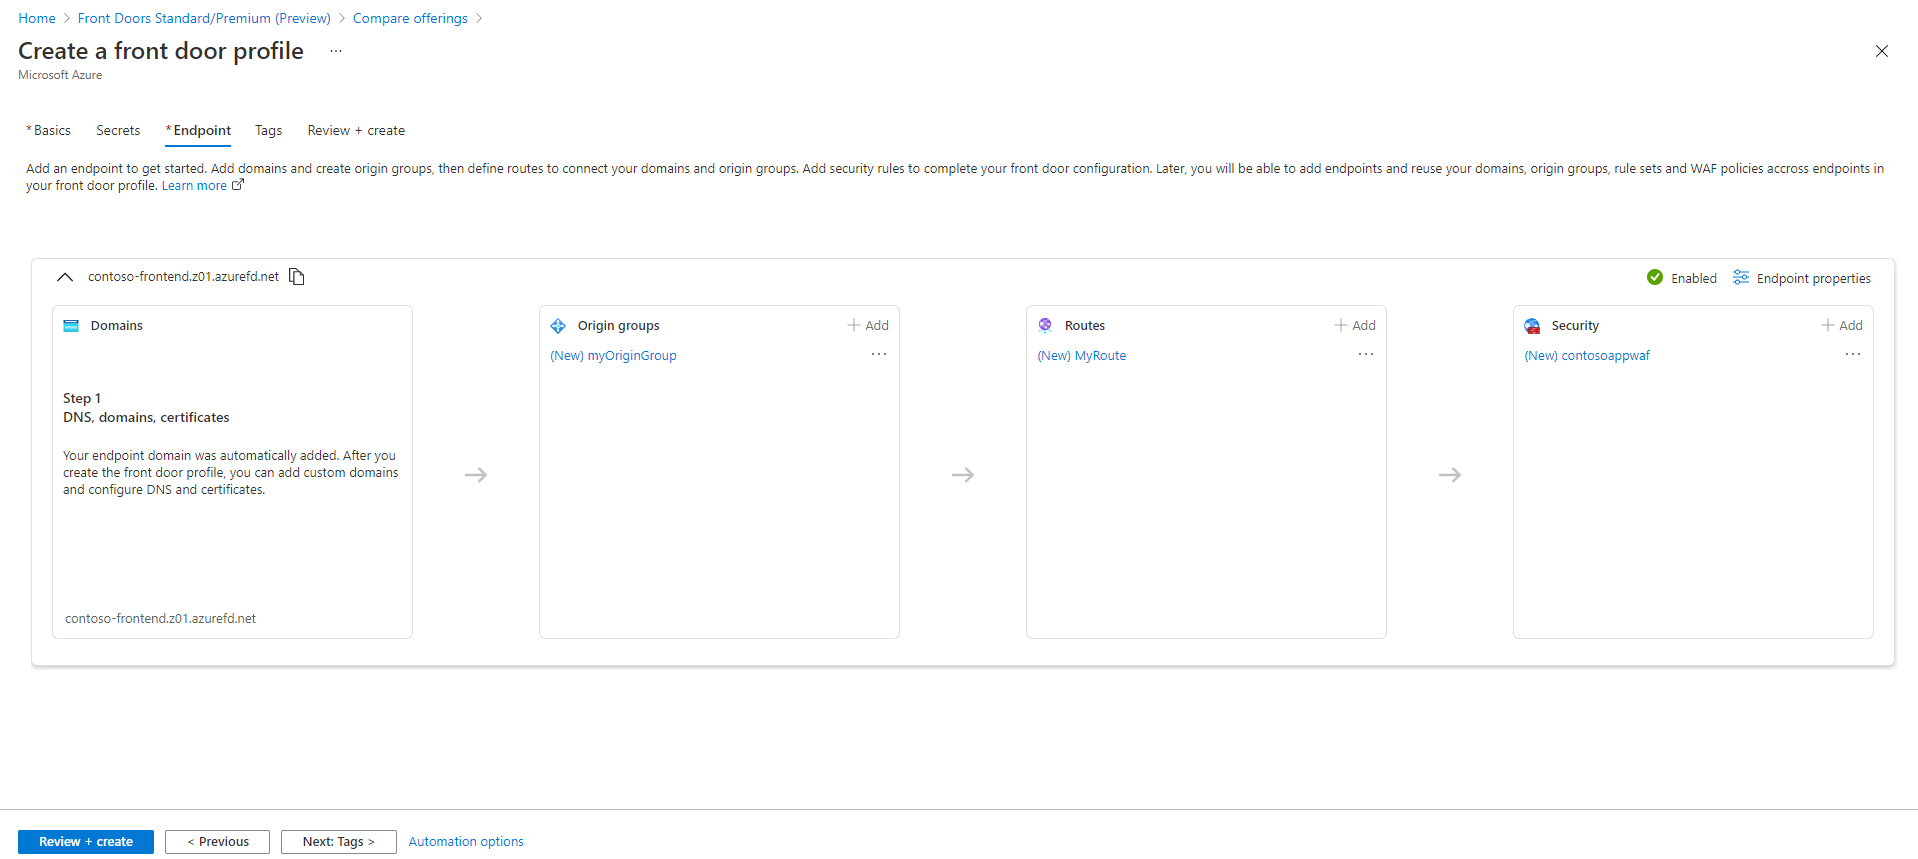 Home > Front Doors Standard/Premium (Preview) > Compare offerings >
Create a front door profile ...
Microsoft Azure
* Basics Secrets * Endpoint Tags Review + create
Add an endpoint to get started. Add domains and create origin groups, then define routes to connect your domains and origin groups. Add security rules to complete your front door configuration. Later, you will be able to add endpoints and reuse your domains, origin groups, rule sets and WAF policies accross endpoints in
your front door profile. Learn more
contoso-frontend.z01.azurefd.net
Enabled Endpoint properties
Domains
Step 1
DNS, domains, certificates
Your endpoint domain was automatically added. After you
create the front door profile, you can add custom domains
and configure DNS and certificates.
contoso-frontend.z01.azurefd.net
Origin groups + Add
(New) myOriginGroup ...
Routes + Add
(New) MyRoute ...
Security + Add
(New) contosoappwaf ...
Review + create < Previous Next: Tags > Automation options